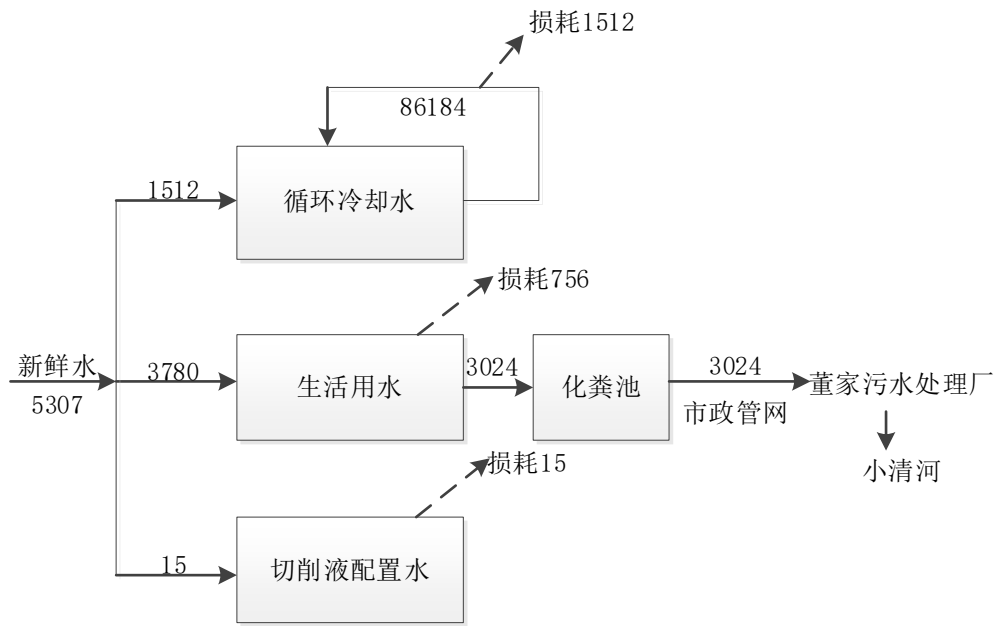 损耗1512
86184
1512
循环冷却水
损耗756
新鲜水
5307
3780
生活用水
3024
化粪池
3024
市政管网
董家污水处理厂
小清河
损耗15
15
切削液配置水